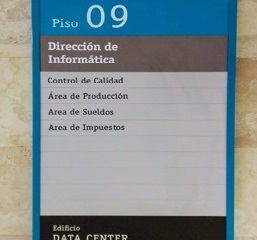 Piso 09
Dirección de
Informática
Control de Calidad
Área de Producción
Area de Sueldos
Area de Impuestos
Edificio
DATA CENTER